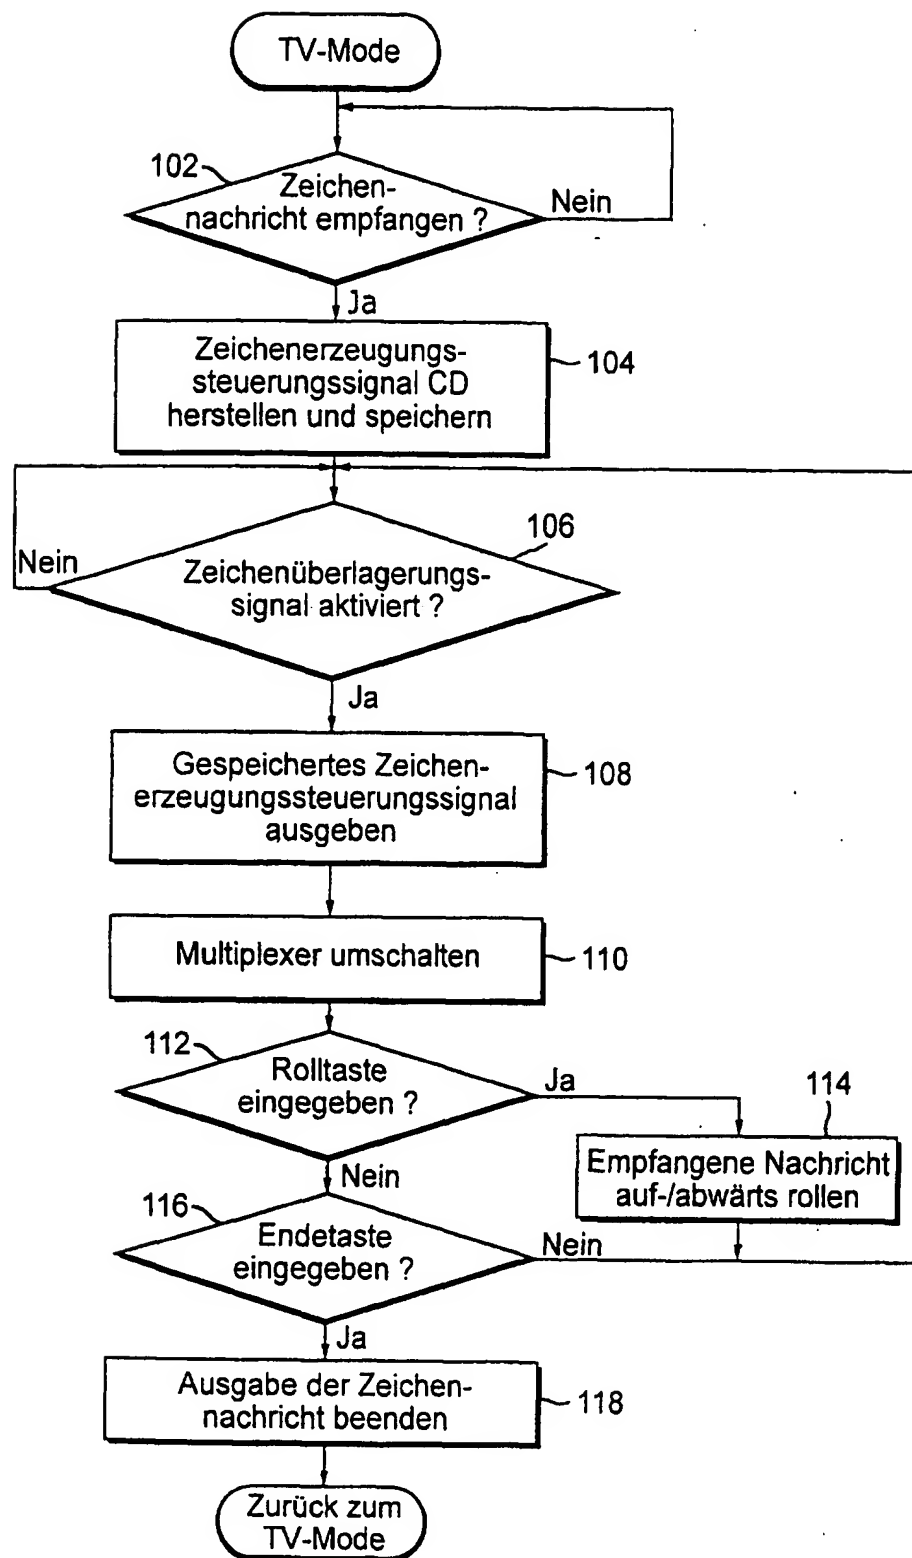 TV-Mode
102
Zeichen-
nachricht empfangen ?
Nein
Ja
Zeichenerzeugungs-
steuerungssignal CD
herstellen und speichern
104
106
Nein
Zeichenüberlagerungs-
signal aktiviert ?
Ja
Gespeichertes Zeichen-
erzeugungssteuerungssignal
ausgeben
108
Multiplexer umschalten
110
112
Rolltaste
eingegeben ?
Ja
114
Empfangene Nachricht
auf-/abwärts rollen
Nein
116
Endetaste
eingegeben ?
Nein
Ja
Ausgabe der Zeichen-
nachricht beenden
118
Zurück zum
TV-Mode